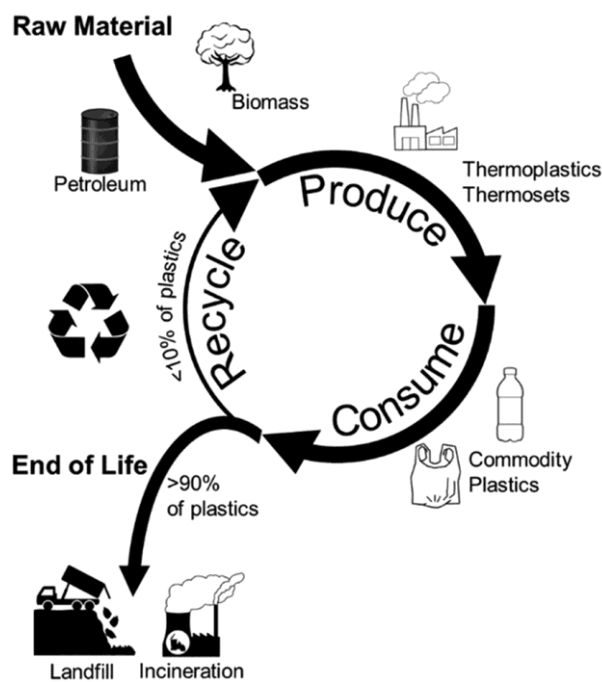 Raw Material
Biomass
Petroleum
Thermoplastics
Thermosets
Produce
Recycle
<10% of plastics
Consume
Commodity
Plastics
End of Life
>90%
of plastics
Landfill
Incineration